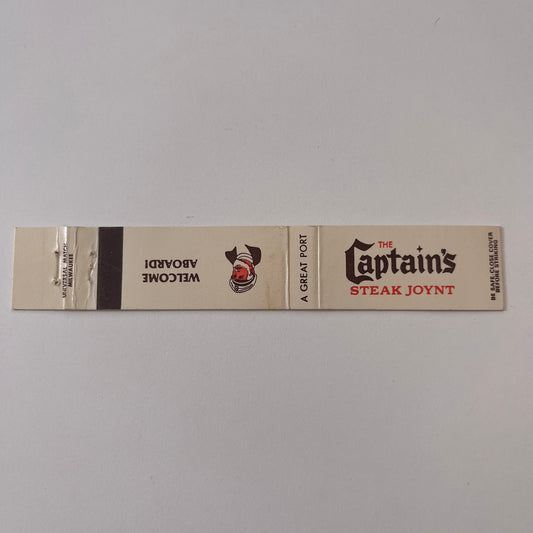 THE
Captain's
STEAK JOYNT
BE SAFE CLOSE COVER
BEFORE STRIKING
A GREAT PORT
WELCOME
ABOARD!
UNIVERSAL MATCH
MILWAUKEE